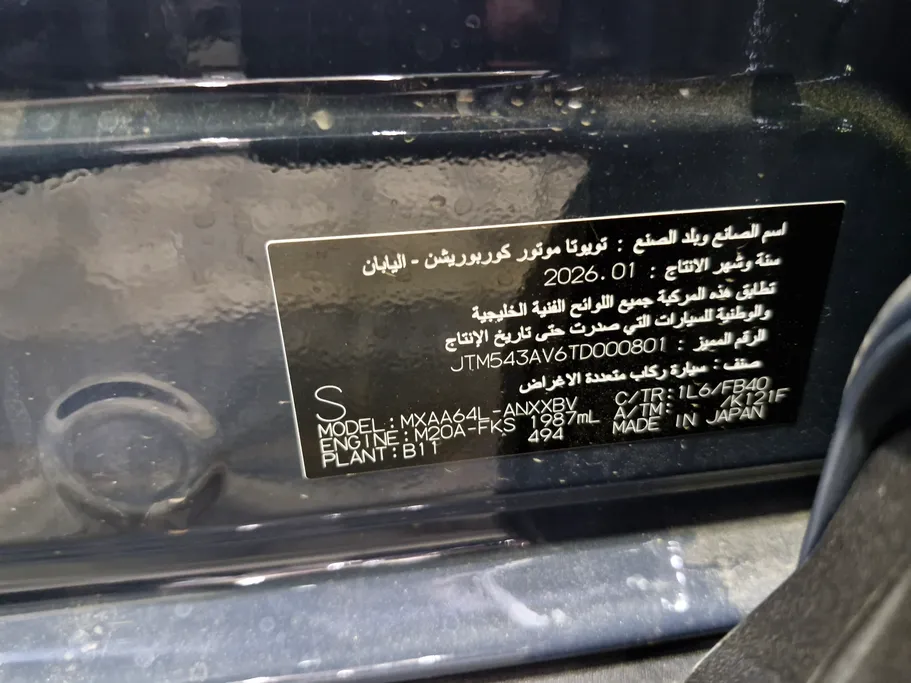 اسم الصانع وبلد الصنع : تويوتا موتور كوربوريشن - اليابان
سنة وشهر الانتاج : 2026.01
تطابق هذه المركبة جميع اللوائح الفنية الخليجية
والوطنية للسيارات التي صدرت حتى تاريخ الإنتاج
الرقم المميز : JTM543AV6TD000801
صنف : سيارة ركاب متعددة الاغراض
S
MODEL:MXAA64L-ANXXBV C/TR:1L6/FB40
ENGINE:M20A-FKS 1987mL A/TM: /K121F
PLANT:B11 494 MADE IN JAPAN